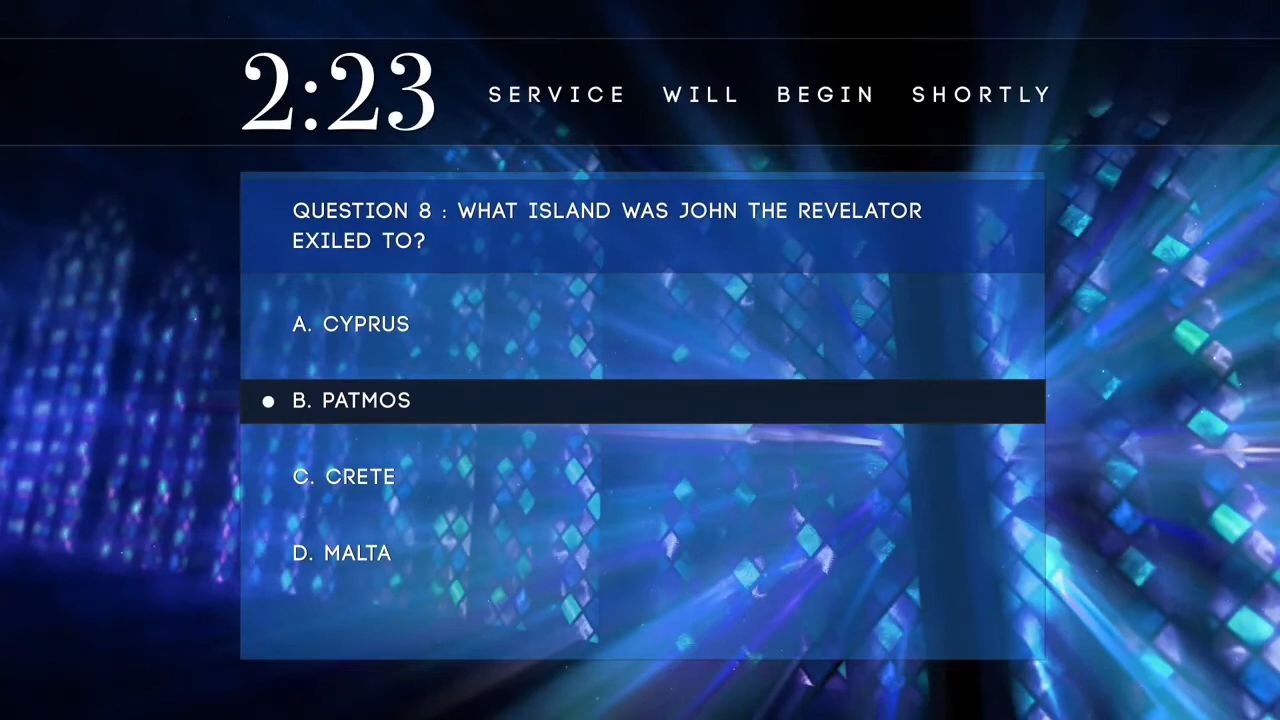 2:23
SERVICE WILL BEGIN SHORTLY
QUESTION 8 : WHAT ISLAND WAS JOHN THE REVELATOR
EXILED TO?
A. CYPRUS
B. PATMOS
C. CRETE
D. MALTA